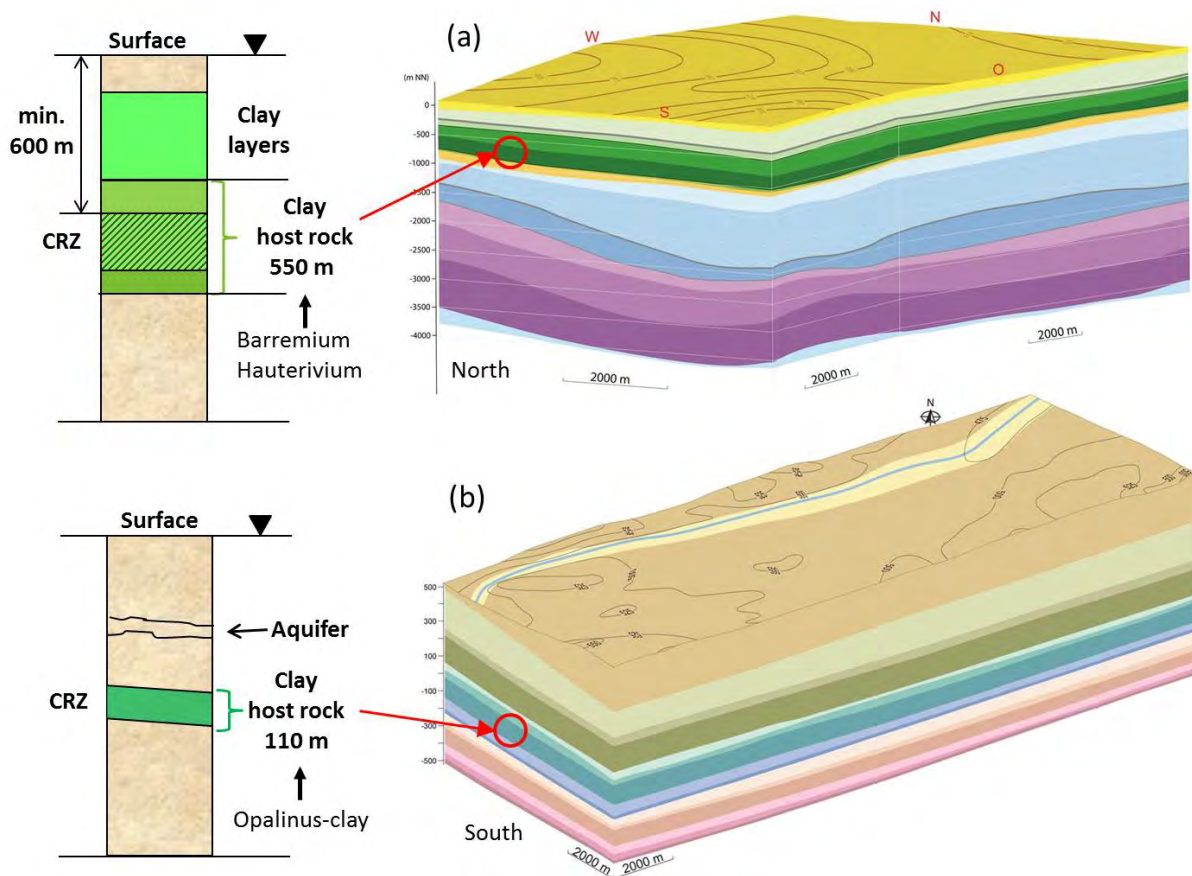 Surface
min.
600 m
Clay
layers
CRZ
Clay
host rock
550 m
Barremium
Hauterivium
(a)
W
N
O
S
(m NN)
0
-500
-1000
-1500
-2000
-2500
-3000
-3500
-4000
North
2000 m
2000 m
2000 m
Surface
Aquifer
CRZ
Clay
host rock
110 m
Opalinus-clay
(b)
N
500
300
100
-100
-300
-500
South
2000 m
2000 m